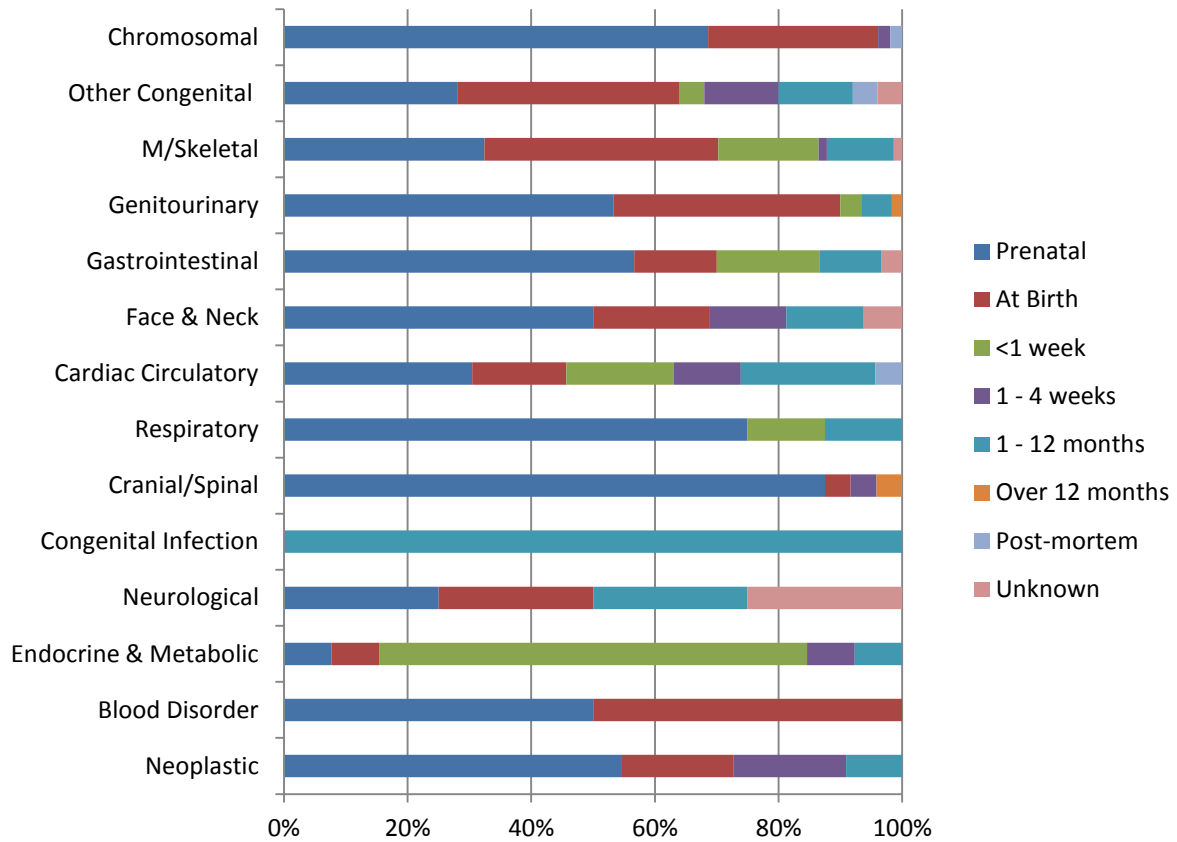 Chromosomal
Other Congenital
M/Skeletal
Genitourinary
Gastrointestinal
Face & Neck
Cardiac Circulatory
Respiratory
Cranial/Spinal
Congenital Infection
Neurological
Endocrine & Metabolic
Blood Disorder
Neoplastic
0% 20% 40% 60% 80% 100%
Prenatal
At Birth
<1 week
1 - 4 weeks
1 - 12 months
Over 12 months
Post-mortem
Unknown